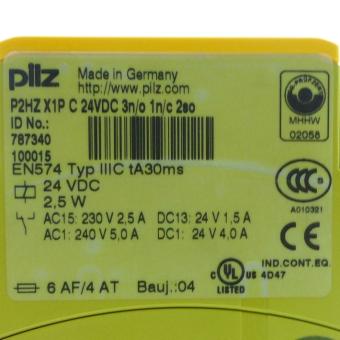 pilz
Made in Germany
http://www.pilz.com
P2HZ X1P C 24VDC 3n/o 1n/c 2so
ID No.:
787340
100015
MHHW
02058
EN574 Typ IIIC tA30ms
24 VDC
2,5 W
CCC
A010321
AC15: 230 V 2,5 A DC13: 24 V 1,5 A
AC1: 240 V 5,0 A DC1: 24 V 4,0 A
CE
IND.CONT.EQ.
C UL US 4D47
LISTED
6 AF/4 AT Bauj.:04